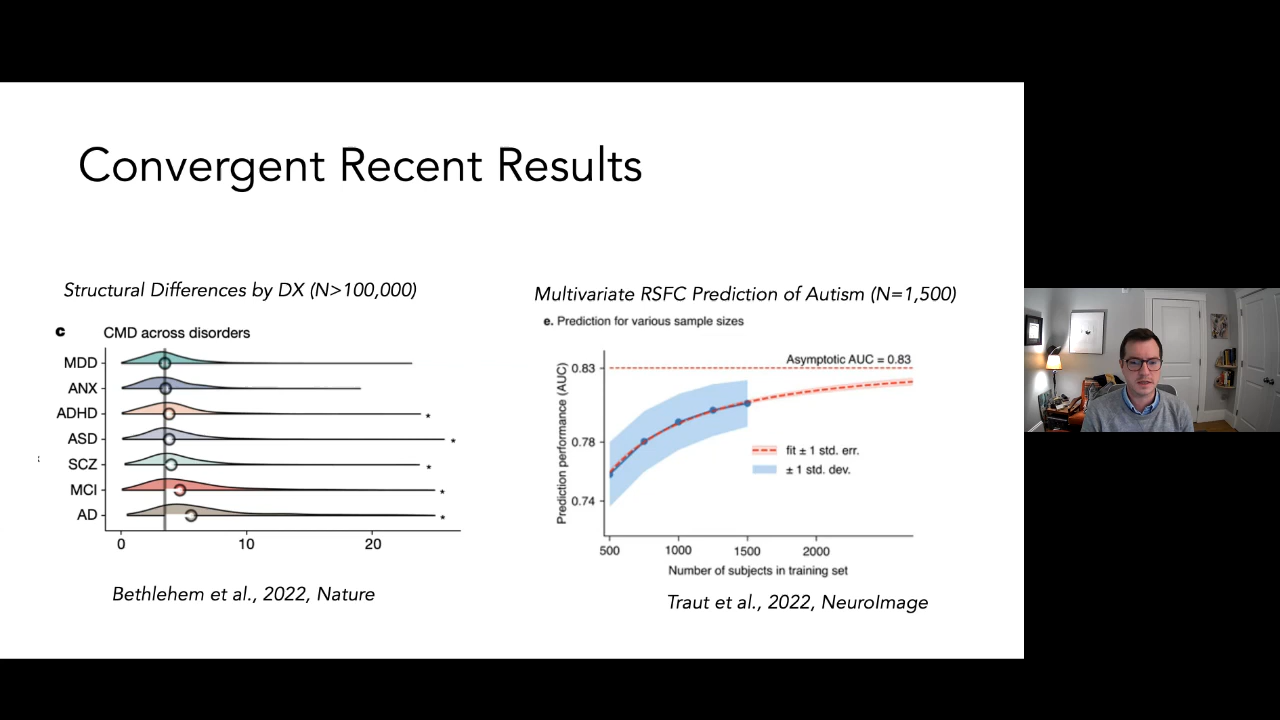 Convergent Recent Results
Structural Differences by DX (N>100,000)
c CMD across disorders
MDD
ANX
ADHD
*
ASD
*
SCZ
*
MCI
*
AD
*
0 10 20
Bethlehem et al., 2022, Nature
Multivariate RSFC Prediction of Autism (N=1,500)
e. Prediction for various sample sizes
Prediction performance (AUC)
Asymptotic AUC = 0.83
0.83
0.78
0.74
fit ± 1 std. err.
± 1 std. dev.
500 1000 1500 2000
Number of subjects in training set
Traut et al., 2022, NeuroImage